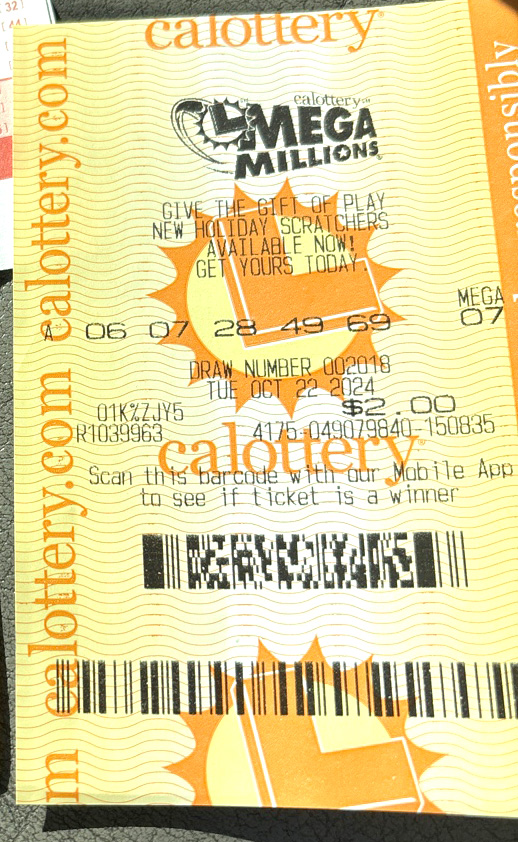 32]
[44]
calottery
calottery.com calottery.com
m
responsibly
calottery
MEGA
MILLIONS
GIVE THE GIFT OF PLAY
NEW HOLIDAY SCRATCHERS
AVAILABLE NOW!
GET YOURS TODAY.
MEGA
A 06 07 28 49 69 07
DRAW NUMBER 002018
TUE OCT 22 2024
$2.00
01K%ZJY5
R1039963 4175-049079840-150835
calottery
Scan this barcode with our Mobile App
to see if ticket is a winner